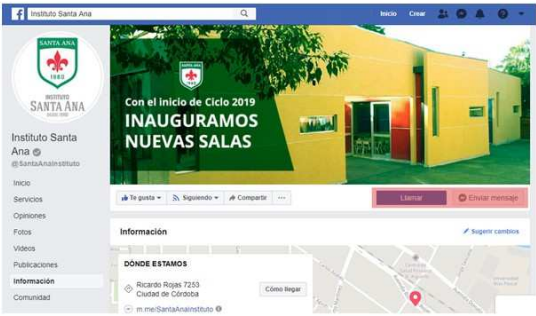 Instituto Santa Ana
Inicio
Crear
SANTA ANA
1980
INSTITUTO
SANTA ANA
Con el inicio de Ciclo 2019
INAUGURAMOS
NUEVAS SALAS
Instituto Santa
Ana
@SantaAnaInstituto
Inicio
Servicios
Opiniones
Fotos
Videos
Publicaciones
Información
Comunidad
Te gusta
Siguiendo
Compartir
Llamar
Enviar mensaje
Información
Sugerir cambios
DÓNDE ESTAMOS
Ricardo Rojas 7253
Ciudad de Córdoba
Cómo llegar
m.me/SantaAnaInstituto